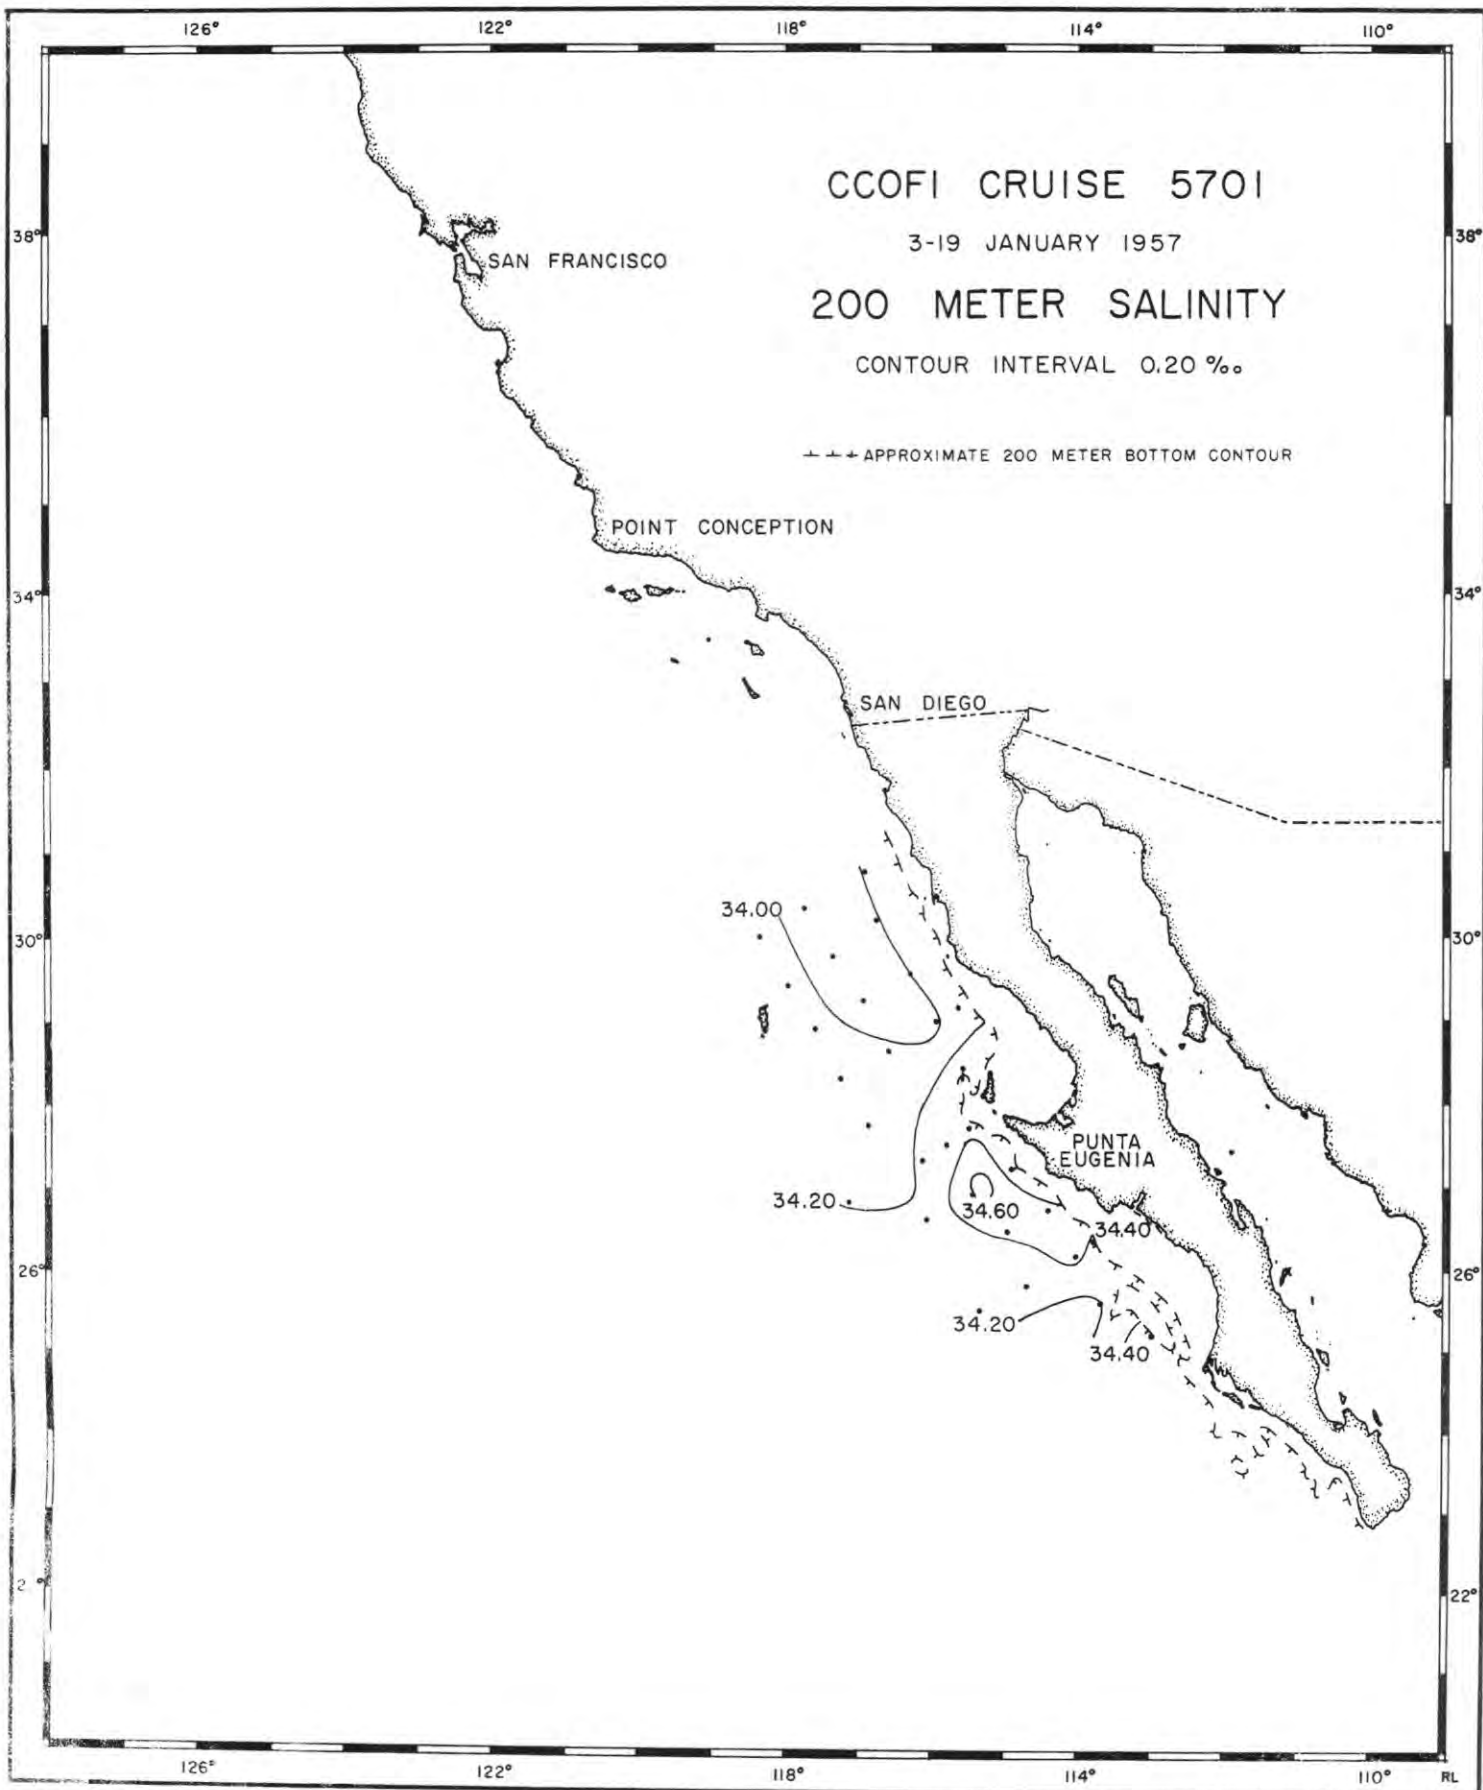 126° 122° 118° 114° 110°
CCOFI CRUISE 5701
3-19 JANUARY 1957
200 METER SALINITY
CONTOUR INTERVAL 0.20 ‰
APPROXIMATE 200 METER BOTTOM CONTOUR
38° 38°
SAN FRANCISCO
POINT CONCEPTION
34° 34°
SAN DIEGO
34.00
30° 30°
PUNTA
EUGENIA
34.20
34.60
34.40
26° 26°
34.20
34.40
2 ° 22°
126° 122° 118° 114° 110° RL